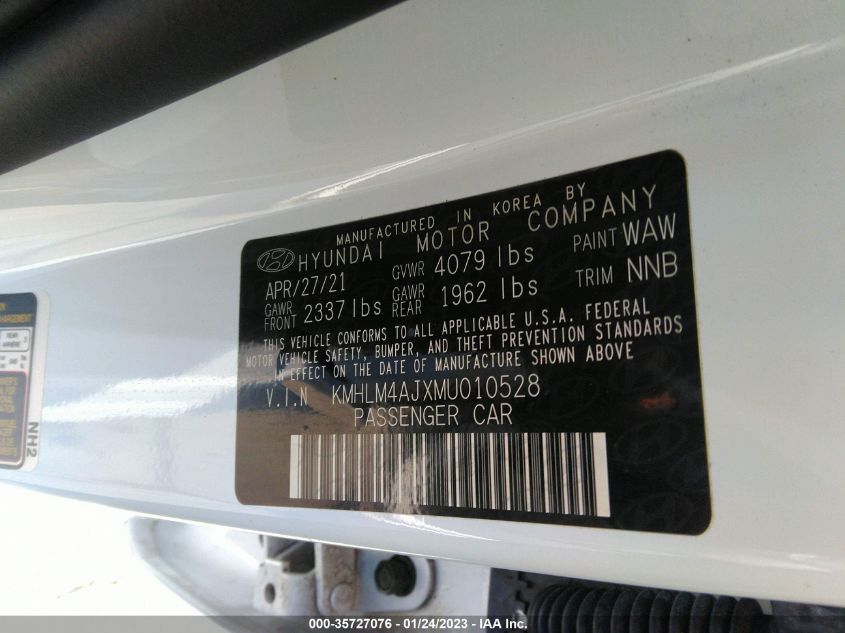 MANUFACTURED IN KOREA BY
HYUNDAI MOTOR COMPANY
APR/27/21 GVWR 4079 lbs PAINT WAW
GAWR FRONT 2337 lbs GAWR REAR 1962 lbs TRIM NNB
THIS VEHICLE CONFORMS TO ALL APPLICABLE U.S.A. FEDERAL
MOTOR VEHICLE SAFETY, BUMPER, AND THEFT PREVENTION STANDARDS
IN EFFECT ON THE DATE OF MANUFACTURE SHOWN ABOVE
V.I.N KMHLM4AJXMU010528
PASSENGER CAR
NH2
000-35727076 - 01/24/2023 - IAA Inc.